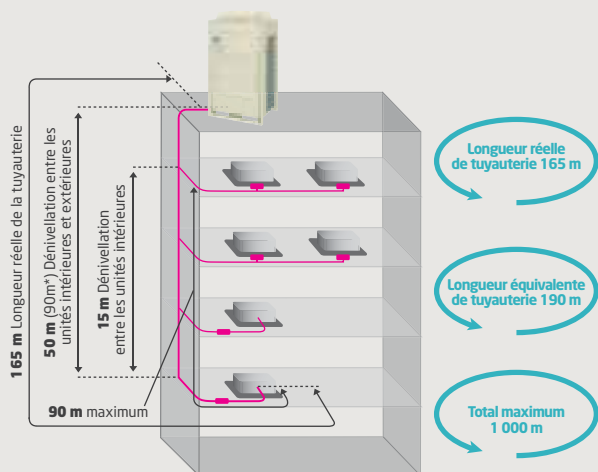 165 m Longueur réelle de la tuyauterie
50 m (90m*) Dénivellation entre les
unités intérieures et extérieures
15 m Dénivellation
entre les unités intérieures
90 m maximum
Longueur réelle
de tuyauterie 165 m
Longueur équivalente
de tuyauterie 190 m
Total maximum
1 000 m